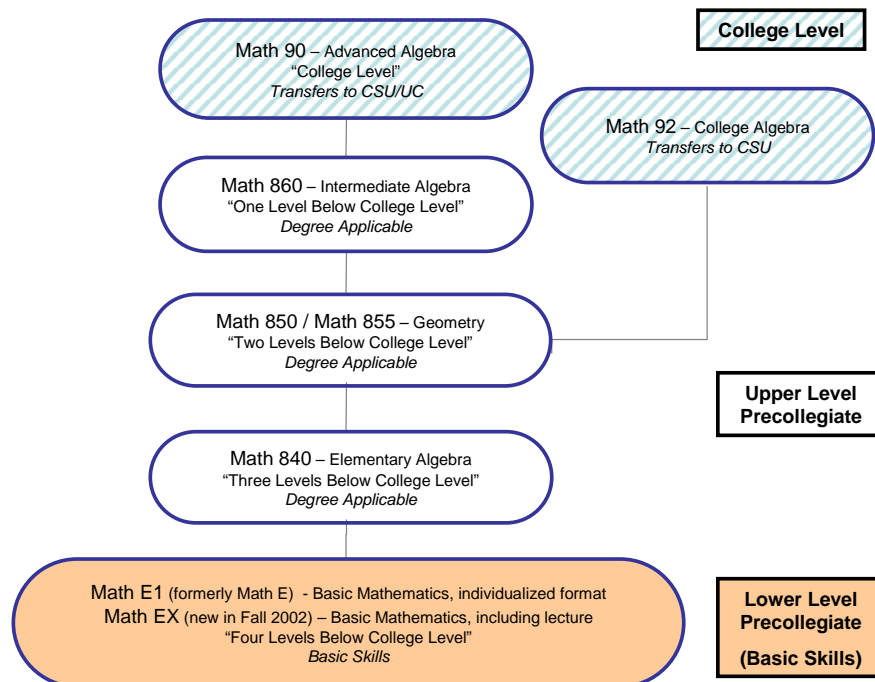 College Level
Math 90 – Advanced Algebra
“College Level”
Transfers to CSU/UC
Math 92 – College Algebra
Transfers to CSU
Math 860 – Intermediate Algebra
“One Level Below College Level”
Degree Applicable
Math 850 / Math 855 – Geometry
“Two Levels Below College Level”
Degree Applicable
Upper Level
Precollegiate
Math 840 – Elementary Algebra
“Three Levels Below College Level”
Degree Applicable
Math E1 (formerly Math E)  - Basic Mathematics, individualized format
Math EX (new in Fall 2002) – Basic Mathematics, including lecture
“Four Levels Below College Level”
Basic Skills
Lower Level
Precollegiate
(Basic Skills)